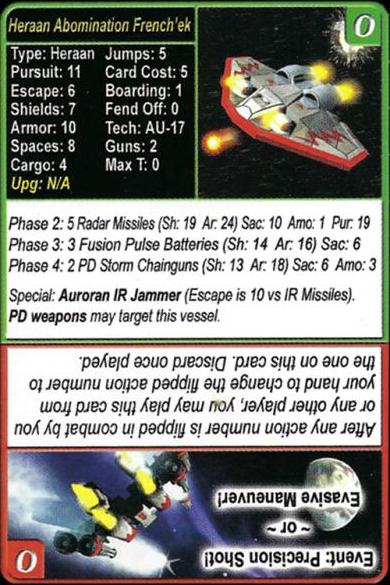 Heraan Abomination French'ek
0
Type: Heraan Jumps: 5
Pursuit: 11 Card Cost: 5
Escape: 6 Boarding: 1
Shields: 7 Fend Off: 0
Armor: 10 Tech: AU-17
Spaces: 8 Guns: 2
Cargo: 4 Max T: 0
Upg: N/A
Phase 2: 5 Radar Missiles (Sh: 19 Ar: 24) Sac: 10 Amo: 1 Pur: 19
Phase 3: 3 Fusion Pulse Batteries (Sh: 14 Ar: 16) Sac: 6
Phase 4: 2 PD Storm Chainguns (Sh: 13 Ar: 18) Sac: 6 Amo: 3
Special: Auroran IR Jammer (Escape is 10 vs IR Missiles).
PD weapons may target this vessel.
0
Event: Precision Shot!
~ or ~
Evasive Maneuver!
After any action number is flipped in combat by you
or any other player, you may play this card from
your hand to change the flipped action number to
the one on this card. Discard once played.